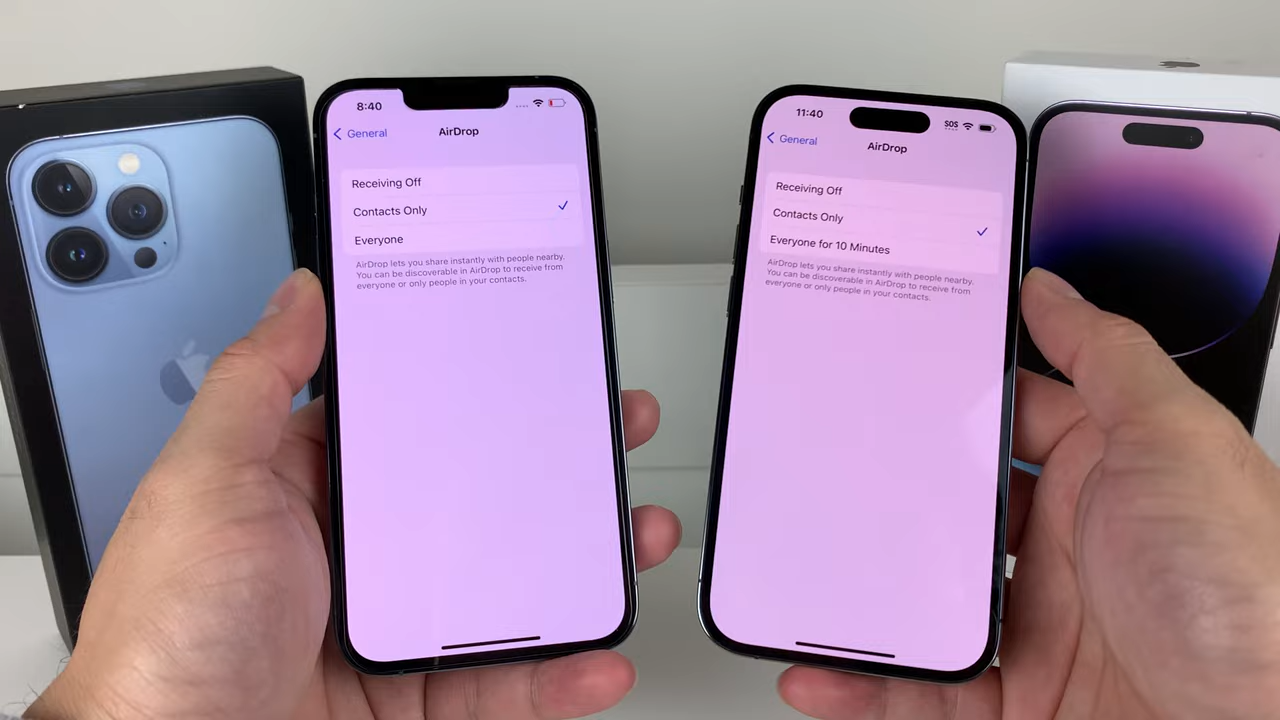 8:40
General
AirDrop
Receiving Off
Contacts Only
Everyone
AirDrop lets you share instantly with people nearby.
You can be discoverable in AirDrop to receive from
everyone or only people in your contacts.
11:40
SOS
General
AirDrop
Receiving Off
Contacts Only
Everyone for 10 Minutes
AirDrop lets you share instantly with people nearby.
You can be discoverable in AirDrop to receive from
everyone or only people in your contacts.